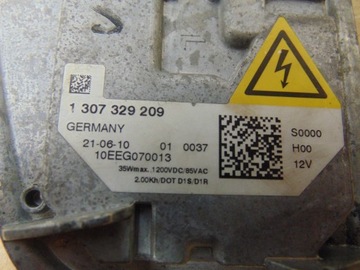 1 307 329 209
GERMANY
21-06-10 01 0037
10EEG070013
35Wmax. 1200VDC/85VAC
2.00Kh/DOT D1S/D1R
S0000
H00
12V